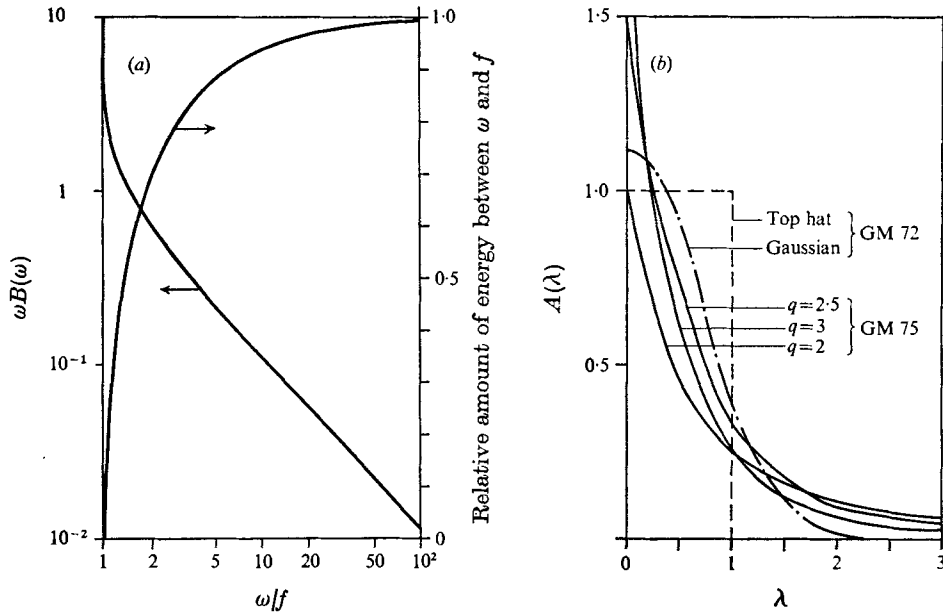 (a)
10
1
10⁻¹
10⁻²
ωB(ω)
1 2 5 10 20 50 10²
ω/f
1·0
0·5
0
Relative amount of energy between ω and f
(b)
1.5
1.0
0.5
0
A(λ)
0 1 2 3
λ
Top hat
Gaussian
GM 72
q=2·5
q=3
q=2
GM 75